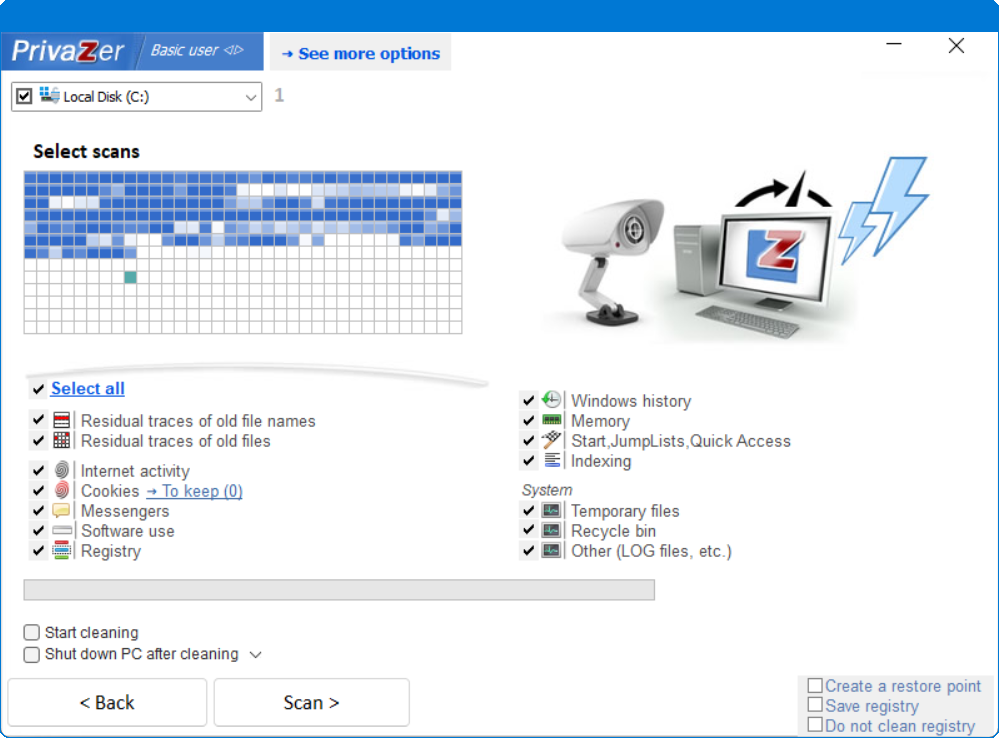 PrivaZer
Basic user
→ See more options
Local Disk (C:)
1
Select scans
Z
Select all
Residual traces of old file names
Residual traces of old files
Internet activity
Cookies → To keep (0)
Messengers
Software use
Registry
Windows history
Memory
Start,JumpLists,Quick Access
Indexing
System
Temporary files
Recycle bin
Other (LOG files, etc.)
Start cleaning
Shut down PC after cleaning
< Back
Scan >
Create a restore point
Save registry
Do not clean registry